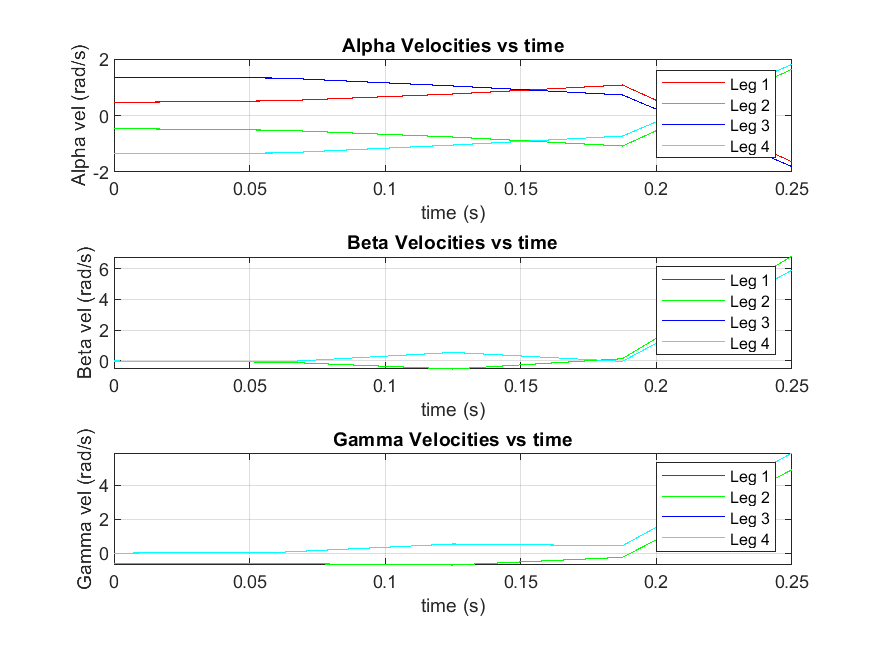 Alpha Velocities vs time
Alpha vel (rad/s)
2
0
-2
Leg 1
Leg 2
Leg 3
Leg 4
0 0.05 0.1 0.15 0.2 0.25
time (s)
Beta Velocities vs time
Beta vel (rad/s)
6
4
2
0
Leg 1
Leg 2
Leg 3
Leg 4
0 0.05 0.1 0.15 0.2 0.25
time (s)
Gamma Velocities vs time
Gamma vel (rad/s)
4
2
0
Leg 1
Leg 2
Leg 3
Leg 4
0 0.05 0.1 0.15 0.2 0.25
time (s)